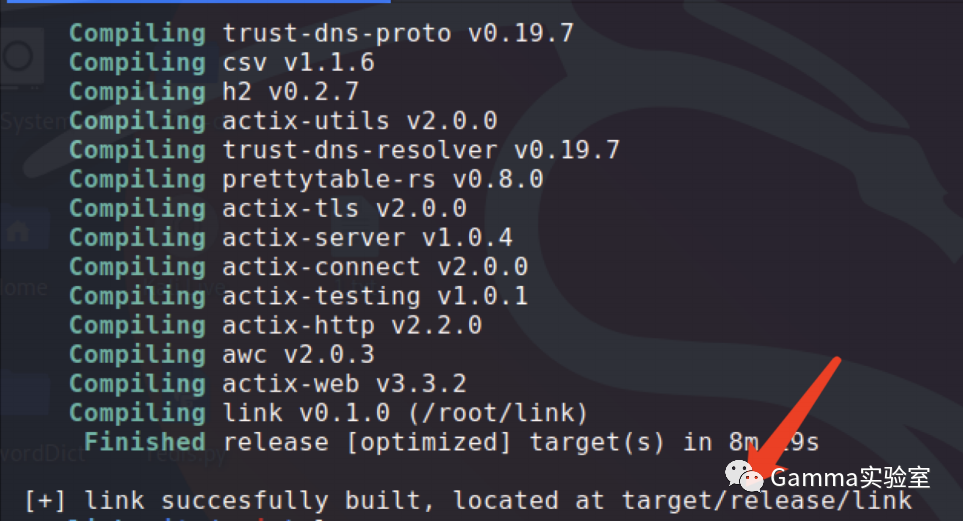 Compiling trust-dns-proto v0.19.7
Compiling csv v1.1.6
Compiling h2 v0.2.7
Compiling actix-utils v2.0.0
Compiling trust-dns-resolver v0.19.7
Compiling prettytable-rs v0.8.0
Compiling actix-tls v2.0.0
Compiling actix-server v1.0.4
Compiling actix-connect v2.0.0
Compiling actix-testing v1.0.1
Compiling actix-http v2.2.0
Compiling awc v2.0.3
Compiling actix-web v3.3.2
Compiling link v0.1.0 (/root/link)
Finished release [optimized] target(s) in 8m
Gamma实验室
[+] link succesfully built, located at target/release/link